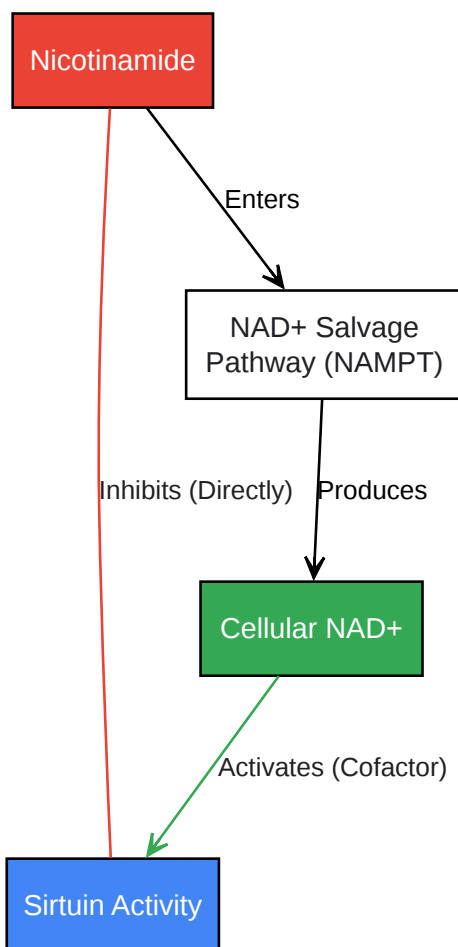 Nicotinamide
Enters
NAD+ Salvage
Pathway (NAMPT)
Inhibits (Directly)
Produces
Cellular NAD+
Activates (Cofactor)
Sirtuin Activity